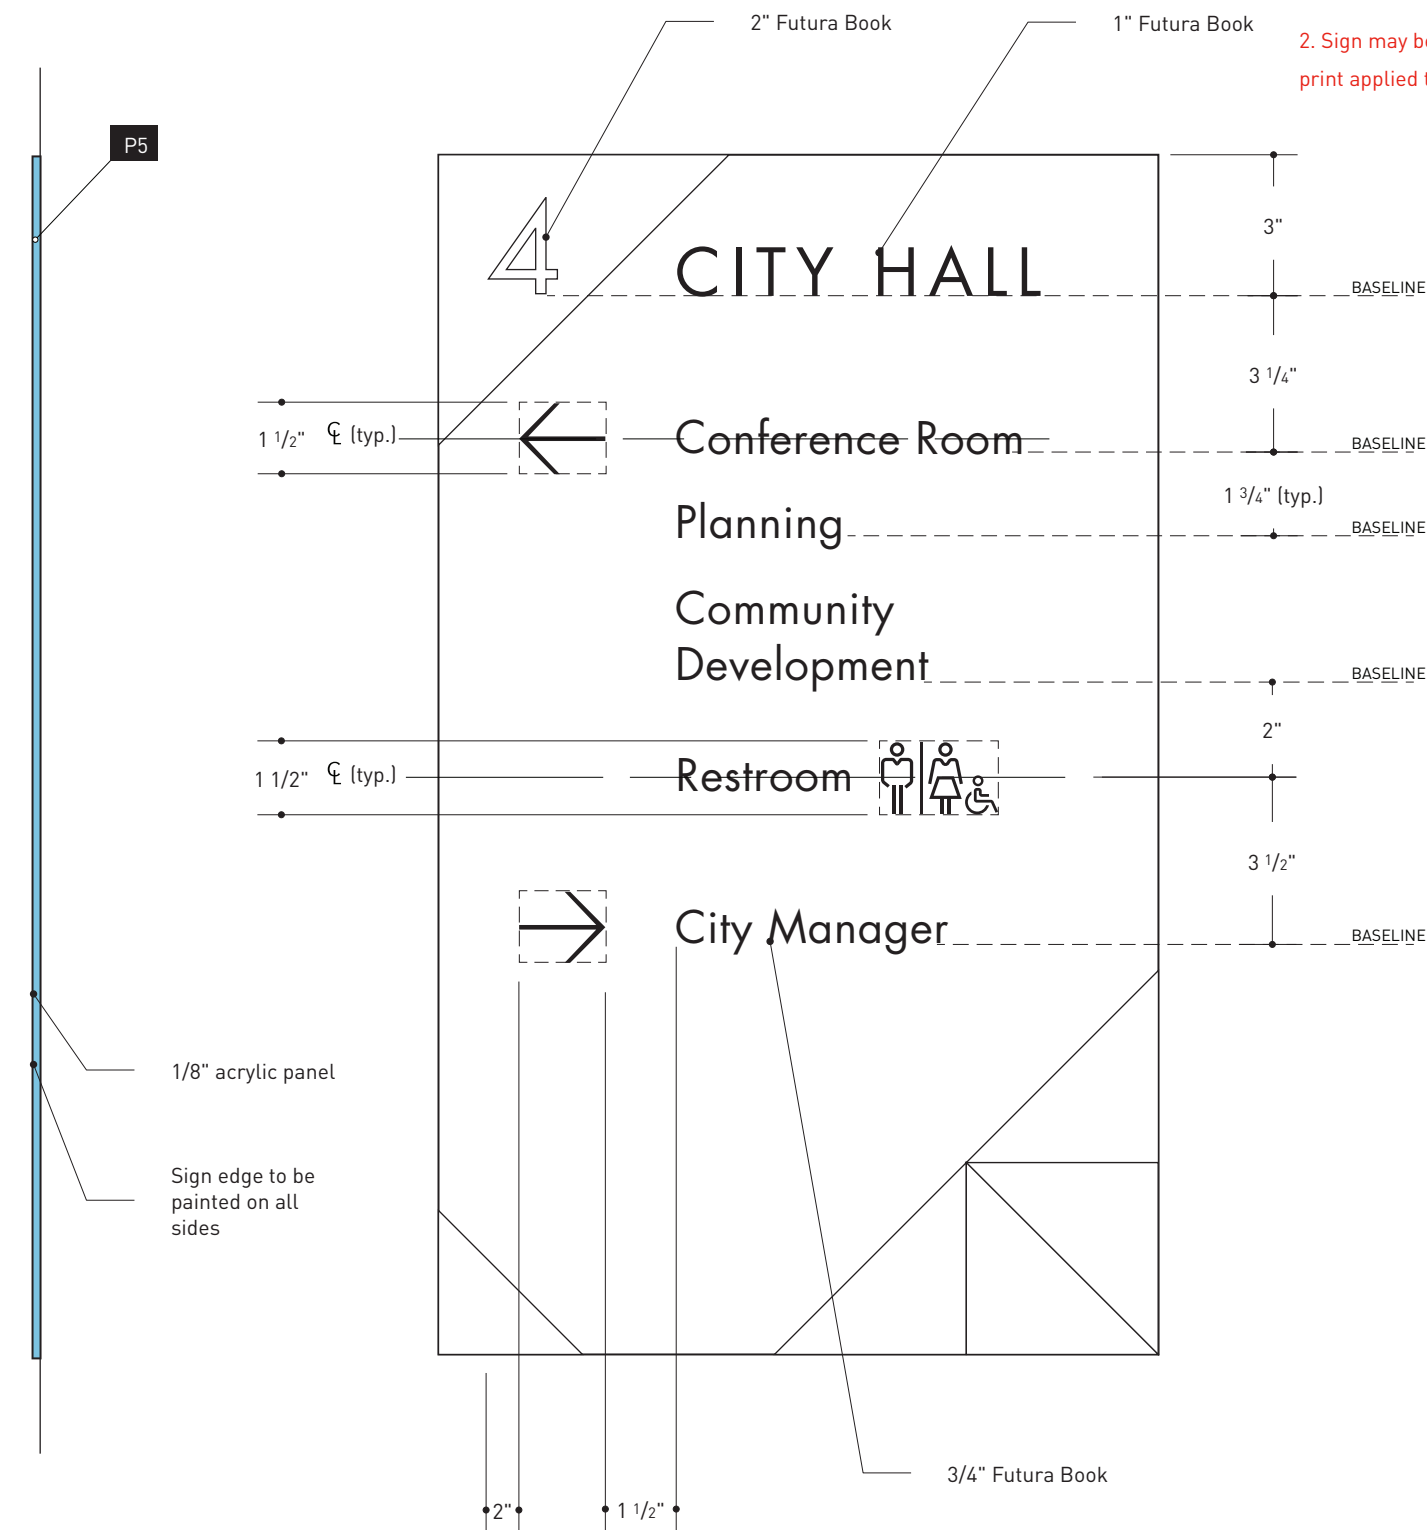 2" Futura Book
1" Futura Book
2. Sign may b
print applied
P5
4
CITY HALL
3"
BASELINE
3 1/4"
1 1/2"
℄ (typ.)
Conference Room
BASELINE
1 3/4" (typ.)
Planning
BASELINE
Community
Development
BASELINE
2"
1 1/2"
℄ (typ.)
Restroom
3 1/2"
City Manager
BASELINE
1/8" acrylic panel
Sign edge to be
painted on all
sides
3/4" Futura Book
2"
1 1/2"